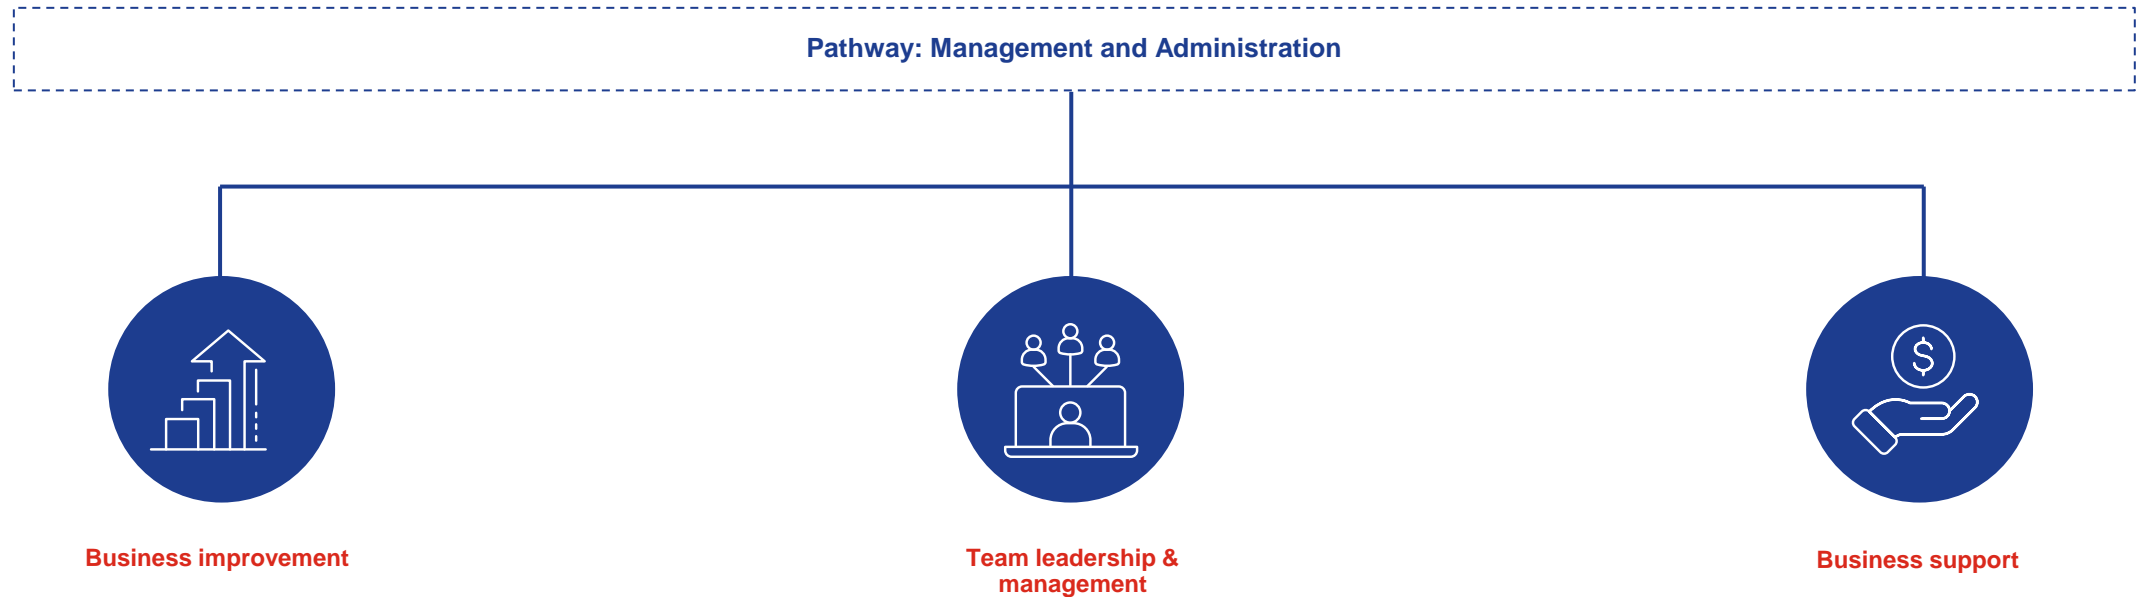 Pathway: Management and Administration
$
Business improvement
Team leadership &
management
Business support